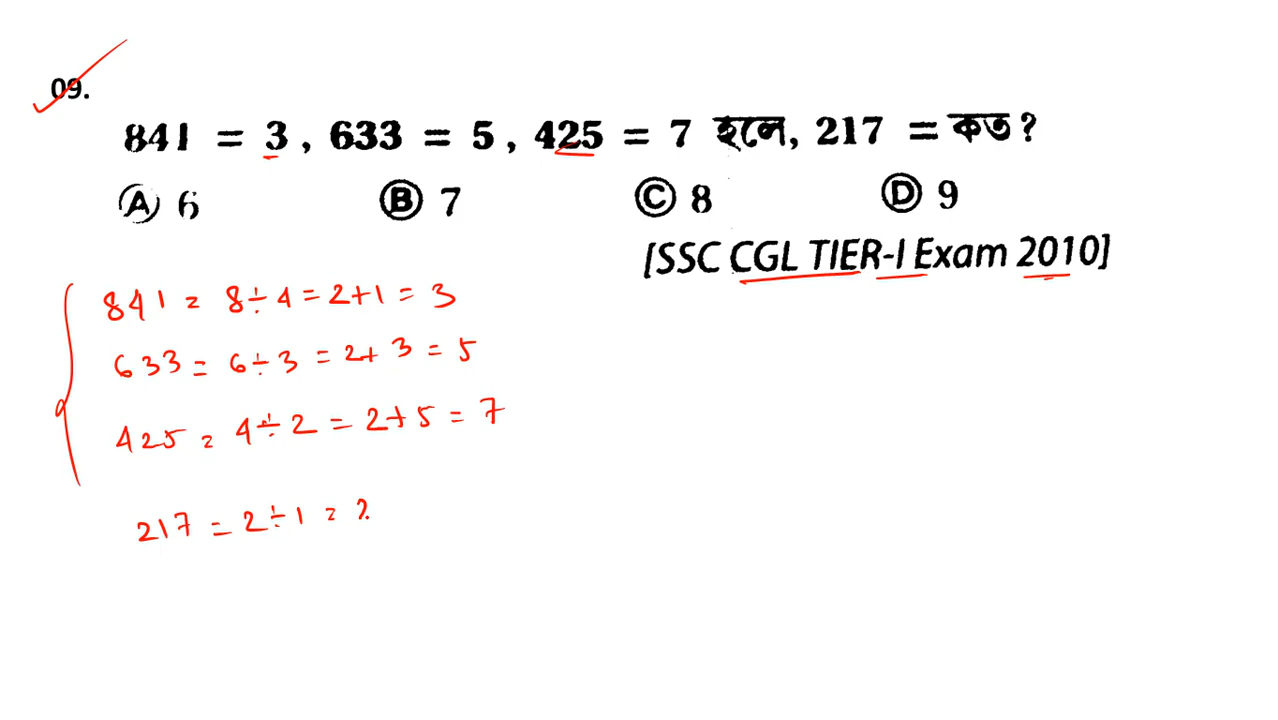 09.
841 = 3, 633 = 5, 425 = 7 হলে, 217 = কত?
Ⓐ 6 Ⓑ 7 Ⓒ 8 Ⓓ 9
[SSC CGL TIER-I Exam 2010]
841 = 8÷4 = 2+1 = 3
633 = 6÷3 = 2+3 = 5
425 = 4÷2 = 2+5 = 7
217 = 2÷1 = 2